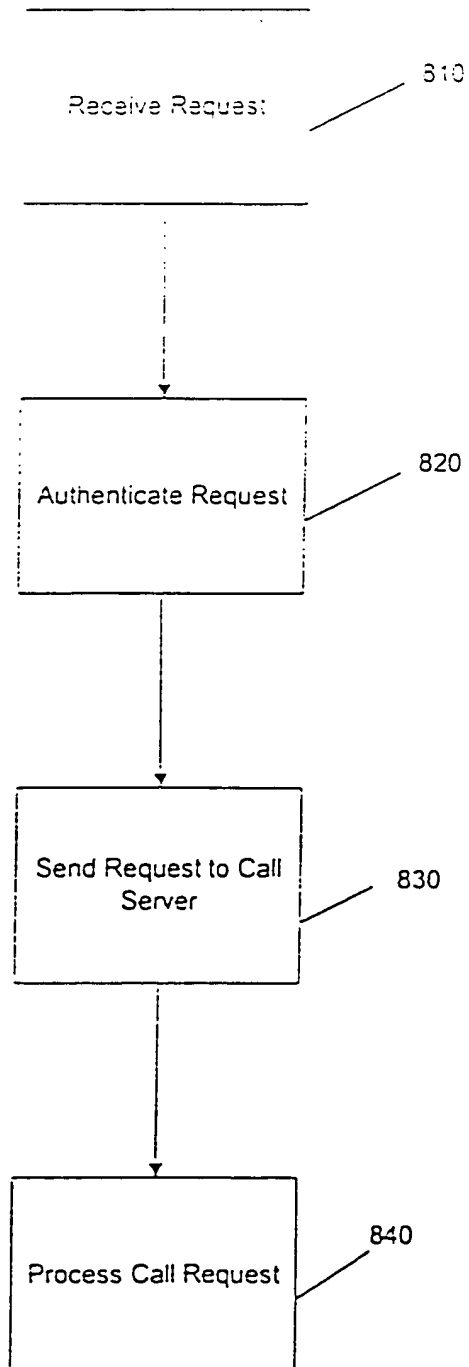 Receive Request
810
Authenticate Request
820
Send Request to Call
Server
830
Process Call Request
840